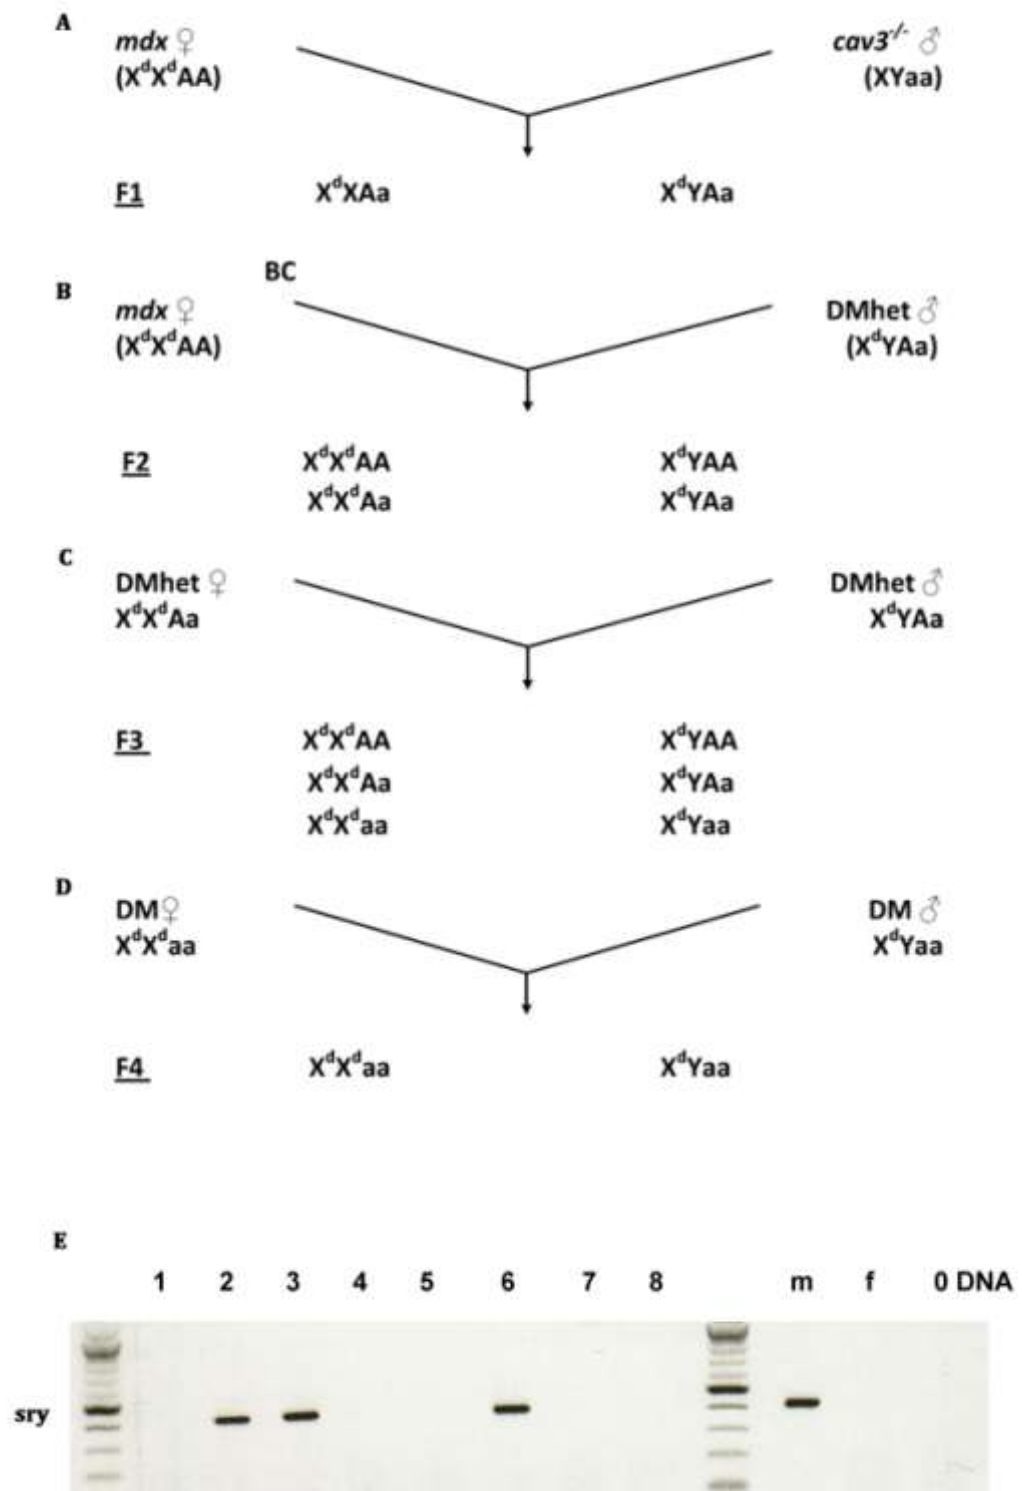 A
mdx ♀ cav3-/- ♂
(XdXdAA) (XYaa)
F1 XdXAa XdYAa
BC
B
mdx ♀ DMhet ♂
(XdXdAA) (XdYAa)
F2 XdXdAA XdYAA
XdXdAa XdYAa
C
DMhet ♀ DMhet ♂
XdXdAa XdYAa
F3 XdXdAA XdYAA
XdXdAa XdYAa
XdXdaa XdYaa
D
DM♀ DM ♂
XdXdaa XdYaa
F4 XdXdaa XdYaa
E
1 2 3 4 5 6 7 8 m f 0 DNA
sry